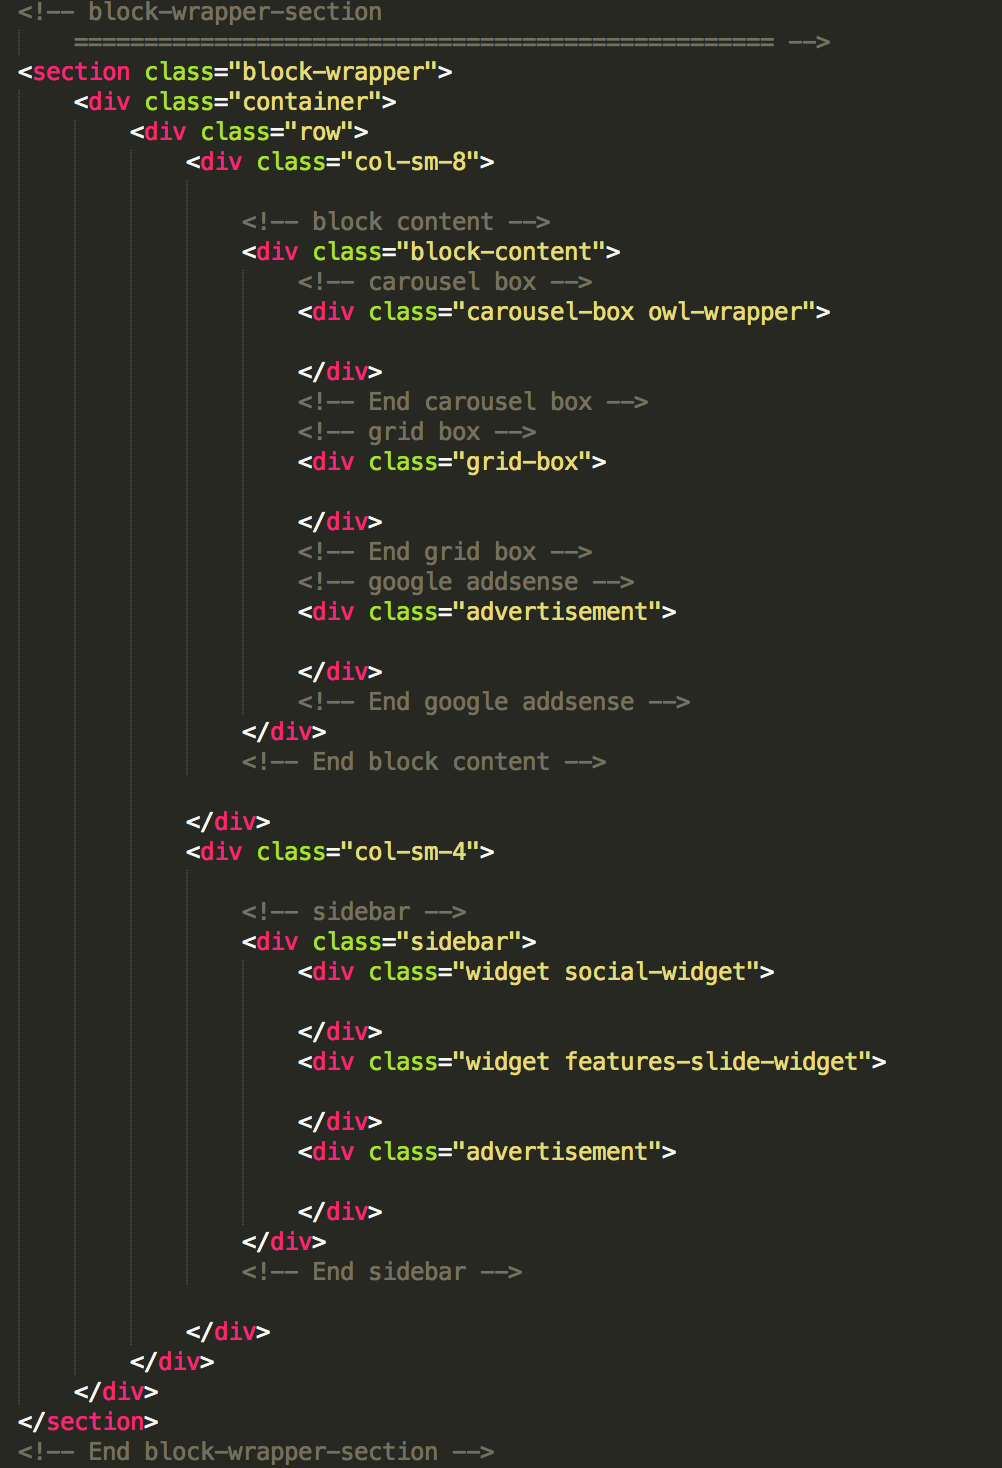 <!-- block-wrapper-section
    ================================================== -->
<section class="block-wrapper">
    <div class="container">
        <div class="row">
            <div class="col-sm-8">

                <!-- block content -->
                <div class="block-content">
                    <!-- carousel box -->
                    <div class="carousel-box owl-wrapper">

                    </div>
                    <!-- End carousel box -->
                    <!-- grid box -->
                    <div class="grid-box">

                    </div>
                    <!-- End grid box -->
                    <!-- google addsense -->
                    <div class="advertisement">

                    </div>
                    <!-- End google addsense -->
                </div>
                <!-- End block content -->

            </div>
            <div class="col-sm-4">

                <!-- sidebar -->
                <div class="sidebar">
                    <div class="widget social-widget">

                    </div>
                    <div class="widget features-slide-widget">

                    </div>
                    <div class="advertisement">

                    </div>
                </div>
                <!-- End sidebar -->

            </div>
        </div>
    </div>
</section>
<!-- End block-wrapper-section -->